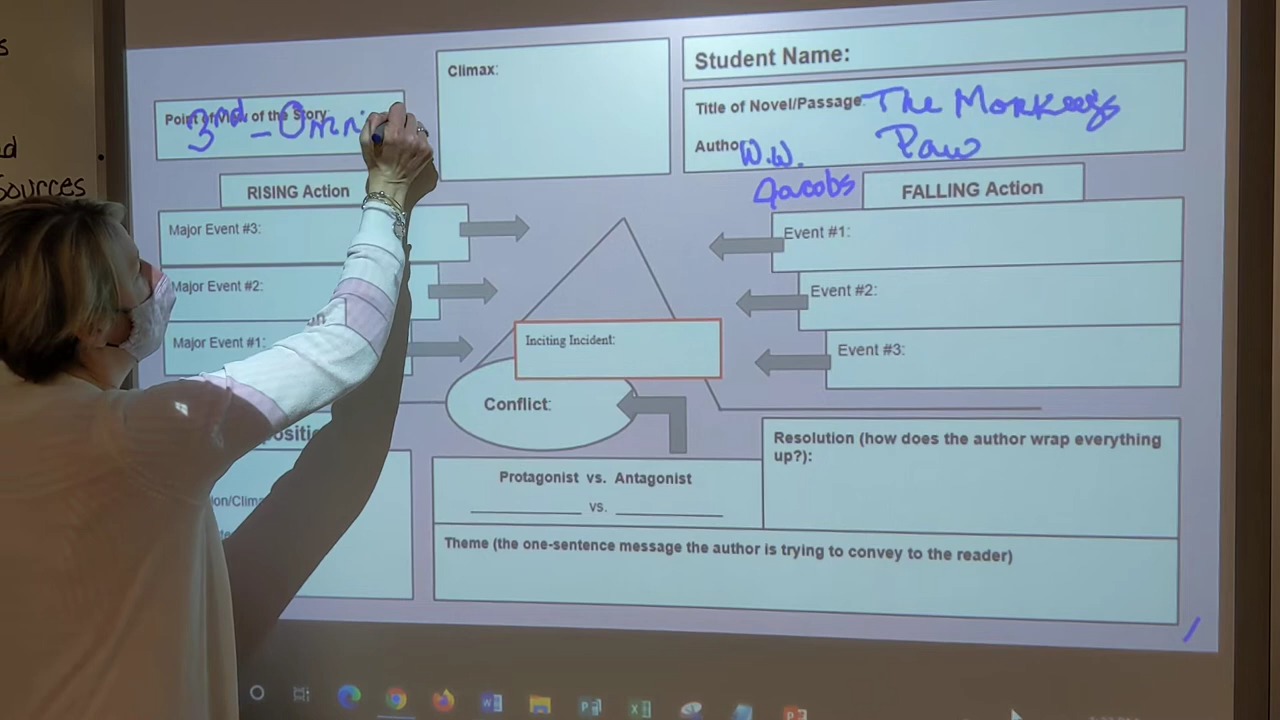 Sources
Climax:
Student Name:
Point of View of the Story:
3rd - Omni
Title of Novel/Passage: The Monkey's
Paw
Author
W.W.
Jacobs
RISING Action
FALLING Action
Major Event #3:
Major Event #2:
Major Event #1:
Event #1:
Event #2:
Event #3:
Inciting Incident:
Conflict:
Protagonist vs. Antagonist
vs.
Resolution (how does the author wrap everything
up?):
Theme (the one-sentence message the author is trying to convey to the reader)